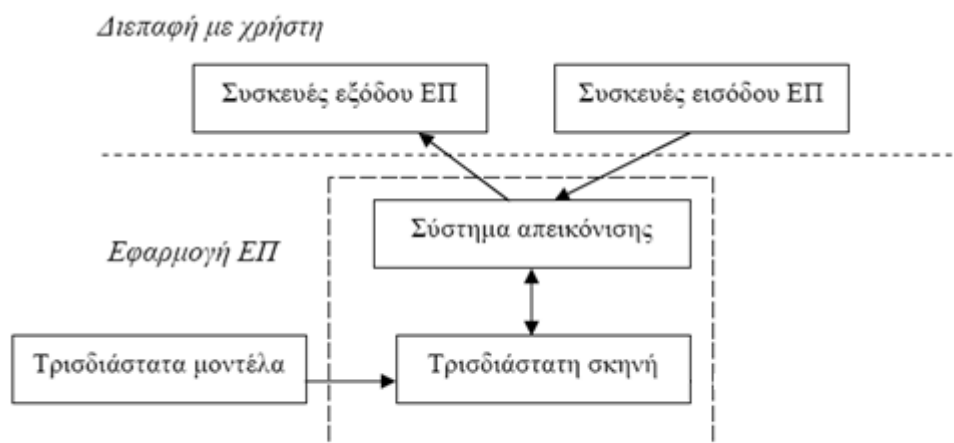 Διεπαφή με χρήστη
Συσκευές εξόδου ΕΠ
Συσκευές εισόδου ΕΠ
Σύστημα απεικόνισης
Εφαρμογή ΕΠ
Τρισδιάστατα μοντέλα
Τρισδιάστατη σκηνή